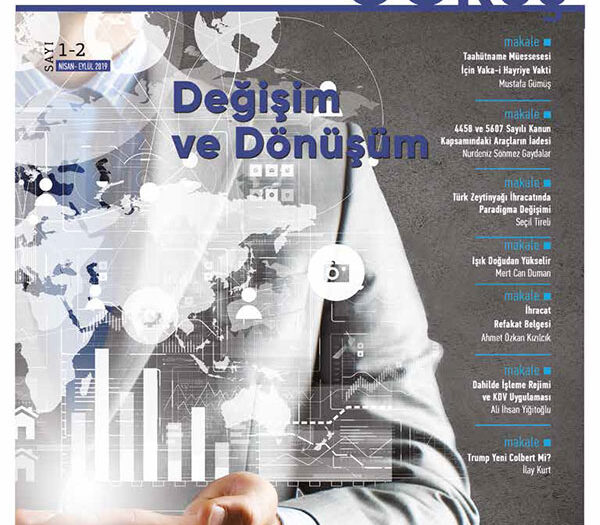 SAYI 1-2
NİSAN- EYLÜL 2019
Değişim
ve Dönüşüm
makale
Taahütname Müessesesi
İçin Vaka-i Hayriye Vakti
Mustafa Gümüş
makale
4458 ve 5607 Sayılı Kanun
Kapsamındaki Araçların İadesi
Nurdeniz Sönmez Gaydalar
makale
Türk Zeytinyağı İhracatında
Paradigma Değişimi
Seçil Tireli
makale
Işık Doğudan Yükselir
Mert Can Duman
makale
İhracat
Refakat Belgesi
Ahmet Özkan Kızılcık
makale
Dahilde İşleme Rejimi
ve KDV Uygulaması
Ali İhsan Yiğitoğlu
makale
Trump Yeni Colbert Mi?
İlay Kurt